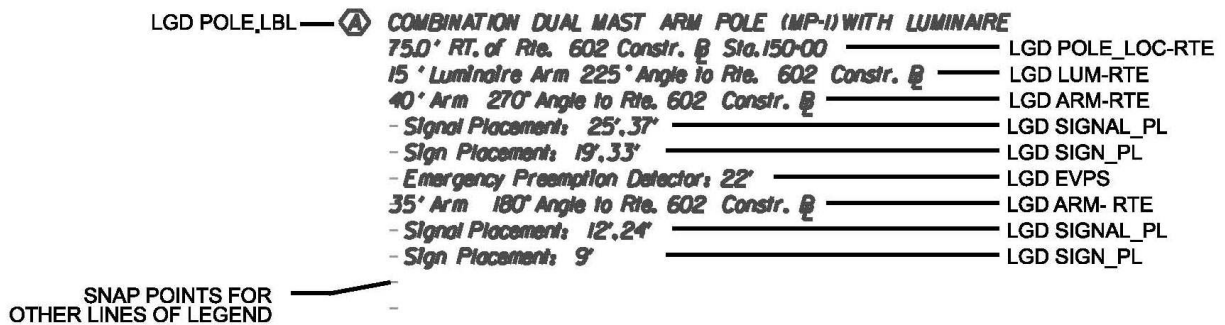 LGD POLE_LBL A COMBINATION DUAL MAST ARM POLE (MP-1) WITH LUMINAIRE
75.0' RT. of Rte. 602 Constr. ⅊ Sta. 150+00 LGD POLE_LOC-RTE
15 ' Luminaire Arm 225° Angle to Rte. 602 Constr. ⅊ LGD LUM-RTE
40' Arm 270° Angle to Rte. 602 Constr. ⅊ LGD ARM-RTE
- Signal Placement: 25',37' LGD SIGNAL_PL
- Sign Placement: 19',33' LGD SIGN_PL
- Emergency Preemption Detector: 22' LGD EVPS
35' Arm 180° Angle to Rte. 602 Constr. ⅊ LGD ARM- RTE
- Signal Placement: 12',24' LGD SIGNAL_PL
- Sign Placement: 9' LGD SIGN_PL
SNAP POINTS FOR -
OTHER LINES OF LEGEND -